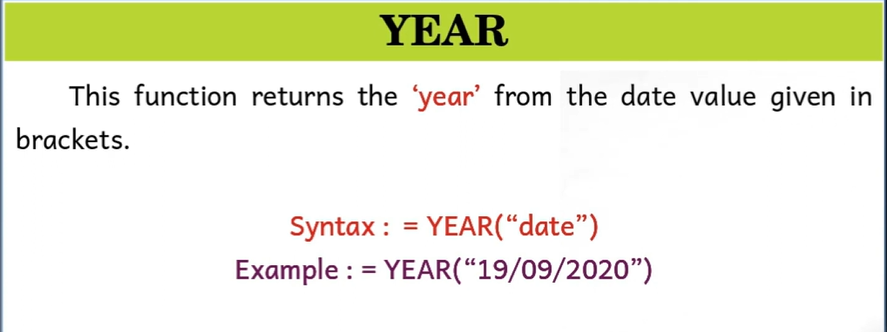 YEAR
This function returns the ‘year’ from the date value given in
brackets.
Syntax : = YEAR(“date”)
Example : = YEAR(“19/09/2020”)